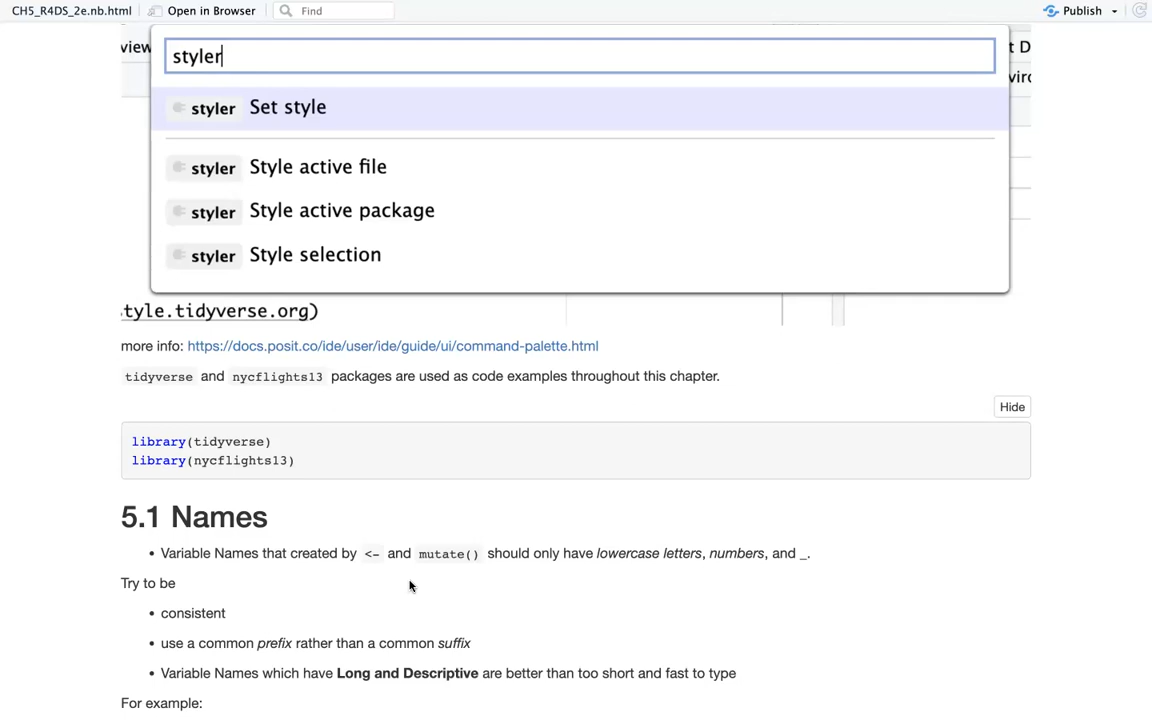 CH5_R4DS_2e.nb.html Open in Browser Find Publish
view t D
styler
styler Set style
styler Style active file
styler Style active package
styler Style selection
style.tidyverse.org)
more info: https://docs.posit.co/ide/user/ide/guide/ui/command-palette.html
tidyverse and nycflights13 packages are used as code examples throughout this chapter.
Hide
library(tidyverse)
library(nycflights13)
5.1 Names
• Variable Names that created by <- and mutate() should only have lowercase letters, numbers, and _.
Try to be
• consistent
• use a common prefix rather than a common suffix
• Variable Names which have Long and Descriptive are better than too short and fast to type
For example: